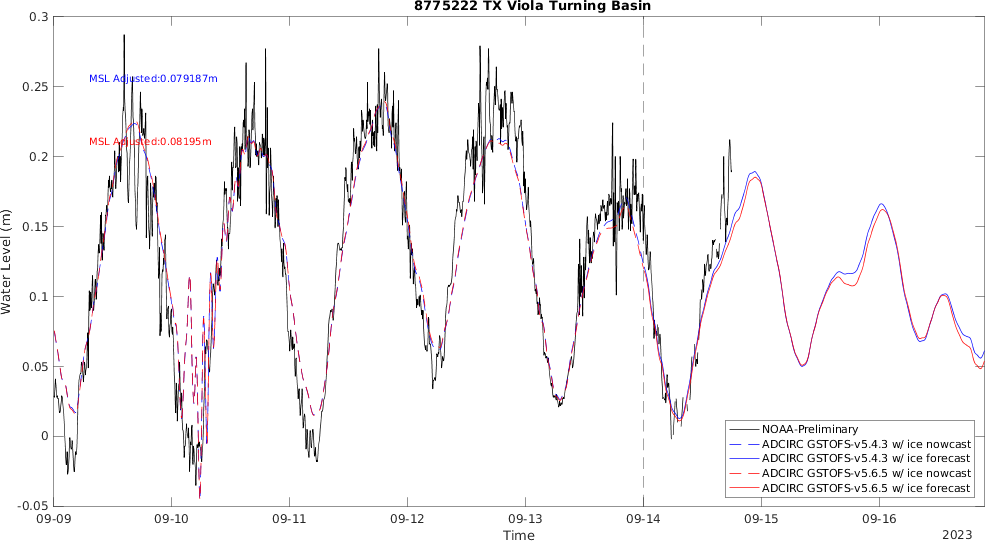 8775222 TX Viola Turning Basin
0.3
0.25
0.2
0.15
0.1
0.05
0
-0.05
Water Level (m)
MSL Adjusted:0.079187m
MSL Adjusted:0.08195m
NOAA-Preliminary
ADCIRC GSTOFS-v5.4.3 w/ ice nowcast
ADCIRC GSTOFS-v5.4.3 w/ ice forecast
ADCIRC GSTOFS-v5.6.5 w/ ice nowcast
ADCIRC GSTOFS-v5.6.5 w/ ice forecast
09-09 09-10 09-11 09-12 09-13 09-14 09-15 09-16
Time
2023